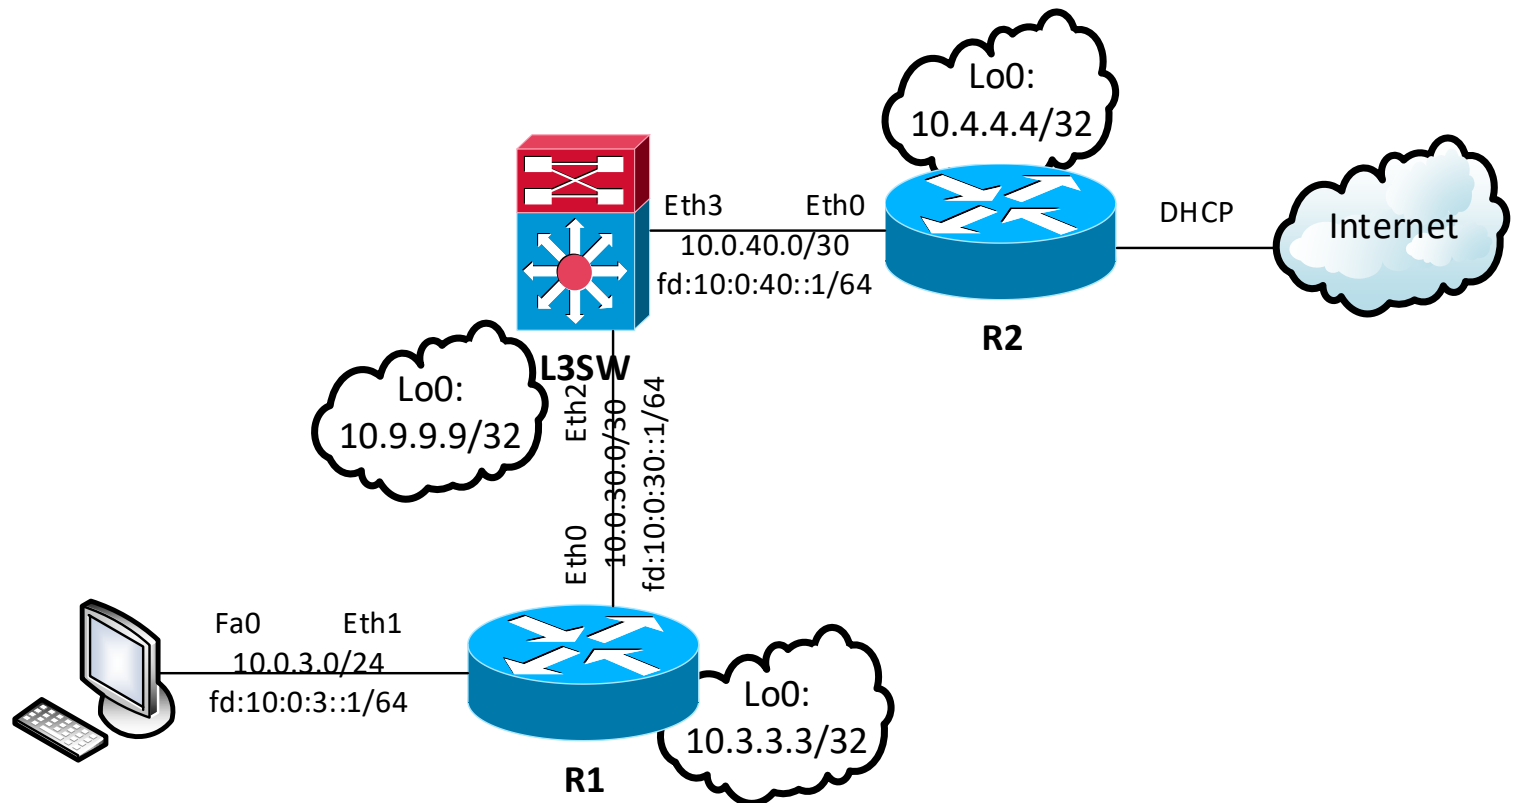 Lo0:
10.4.4.4/32
Eth3
Eth0
DHCP
Internet
10.0.40.0/30
fd:10:0:40::1/64
R2
L3SW
Lo0:
10.9.9.9/32
Eth2
10.0.30.0/30
fd:10:0:30::1/64
Eth0
Fa0
Eth1
10.0.3.0/24
fd:10:0:3::1/64
Lo0:
10.3.3.3/32
R1